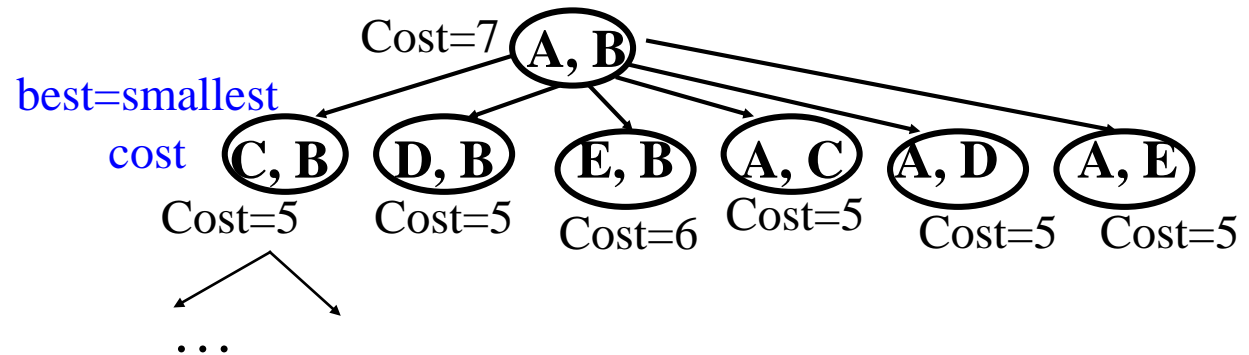 Cost=7
A, B
best=smallest
cost
C, B
D, B
E, B
A, C
A, D
A, E
Cost=5
Cost=5
Cost=6
Cost=5
Cost=5
Cost=5
...